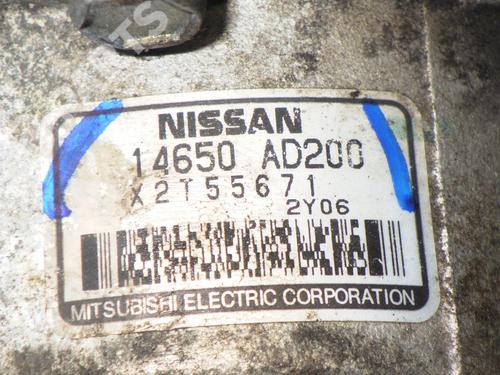 NISSAN
14650 AD200
X2T55671
2Y06
MITSUBISHI ELECTRIC CORPORATION